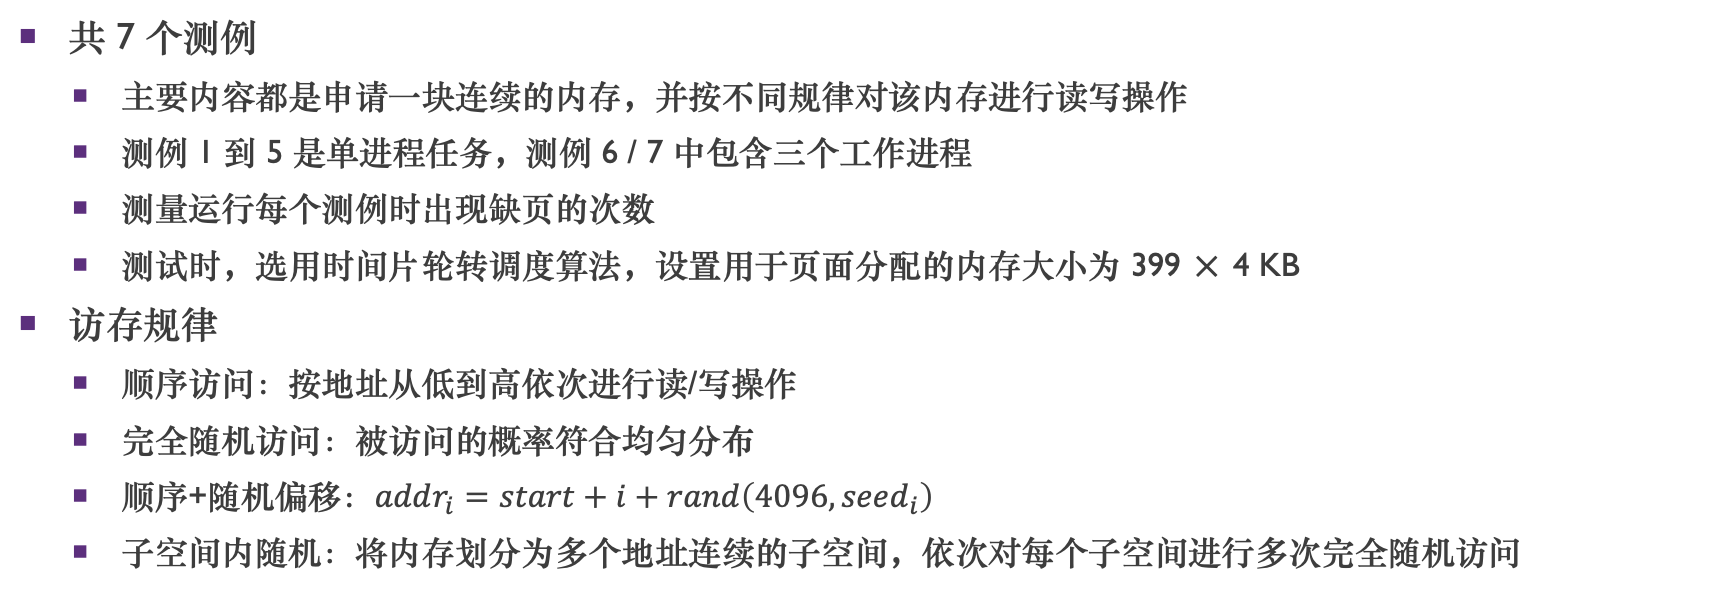 共 7 个测例
主要内容都是申请一块连续的内存，并按不同规律对该内存进行读写操作
测例 1 到 5 是单进程任务，测例 6 / 7 中包含三个工作进程
测量运行每个测例时出现缺页的次数
测试时，选用时间片轮转调度算法，设置用于页面分配的内存大小为 399 × 4 KB
访存规律
顺序访问：按地址从低到高依次进行读/写操作
完全随机访问：被访问的概率符合均匀分布
顺序+随机偏移：addrᵢ = start + i + rand(4096, seedᵢ)
子空间内随机：将内存划分为多个地址连续的子空间，依次对每个子空间进行多次完全随机访问